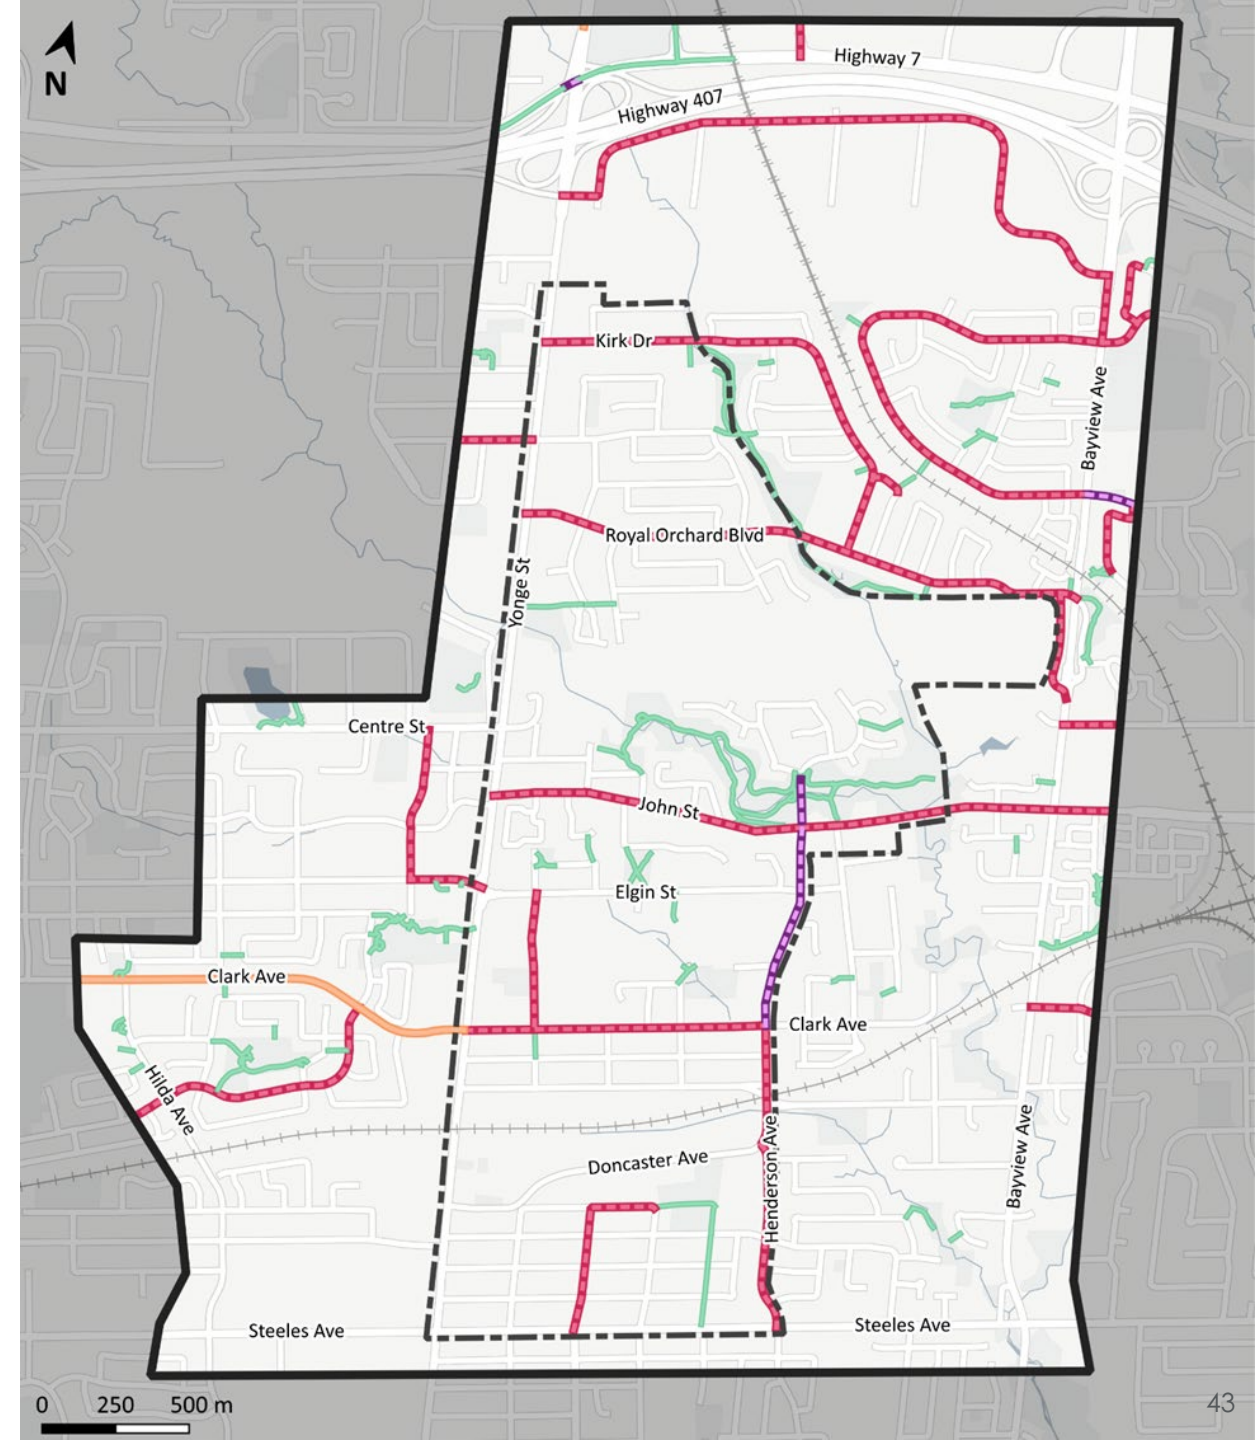 N
Highway 7
Highway 407
Kirk Dr
Bayview Ave
Royal Orchard Blvd
Yonge St
Centre St
John St
Elgin St
Clark Ave
Clark Ave
Hilda Ave
Henderson Ave
Doncaster Ave
Bayview Ave
Steeles Ave
Steeles Ave
0 250 500 m
43